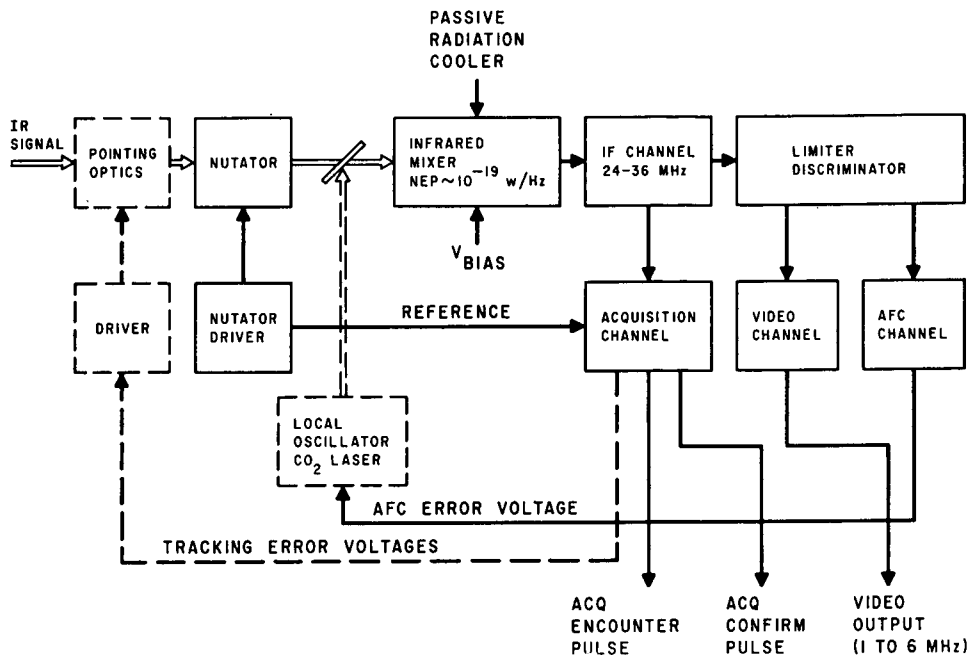 PASSIVE
RADIATION
COOLER
IR
SIGNAL
POINTING
OPTICS
NUTATOR
INFRARED
MIXER
NEP~10⁻¹⁹ w/Hz
IF CHANNEL
24-36 MHz
LIMITER
DISCRIMINATOR
V BIAS
DRIVER
NUTATOR
DRIVER
REFERENCE
ACQUISITION
CHANNEL
VIDEO
CHANNEL
AFC
CHANNEL
LOCAL
OSCILLATOR
CO₂ LASER
AFC ERROR VOLTAGE
TRACKING ERROR VOLTAGES
ACQ
ENCOUNTER
PULSE
ACQ
CONFIRM
PULSE
VIDEO
OUTPUT
(1 TO 6 MHz)